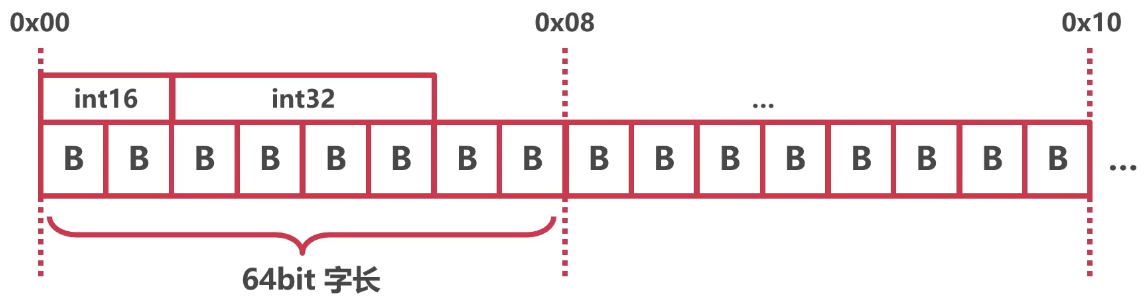 0x00 0x08 0x10
int16 int32 ...
B B B B B B B B B B B B B B B B ...
64bit 字长